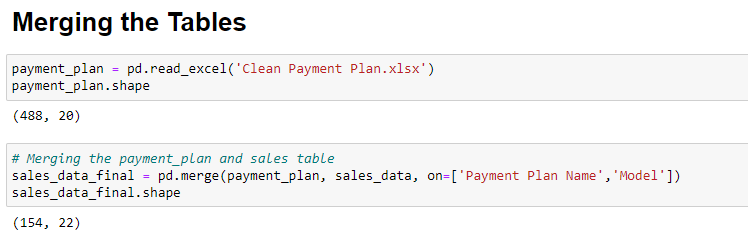 Merging the Tables
payment_plan = pd.read_excel('Clean Payment Plan.xlsx')
payment_plan.shape
(488, 20)
# Merging the payment_plan and sales table
sales_data_final = pd.merge(payment_plan, sales_data, on=['Payment Plan Name','Model'])
sales_data_final.shape
(154, 22)